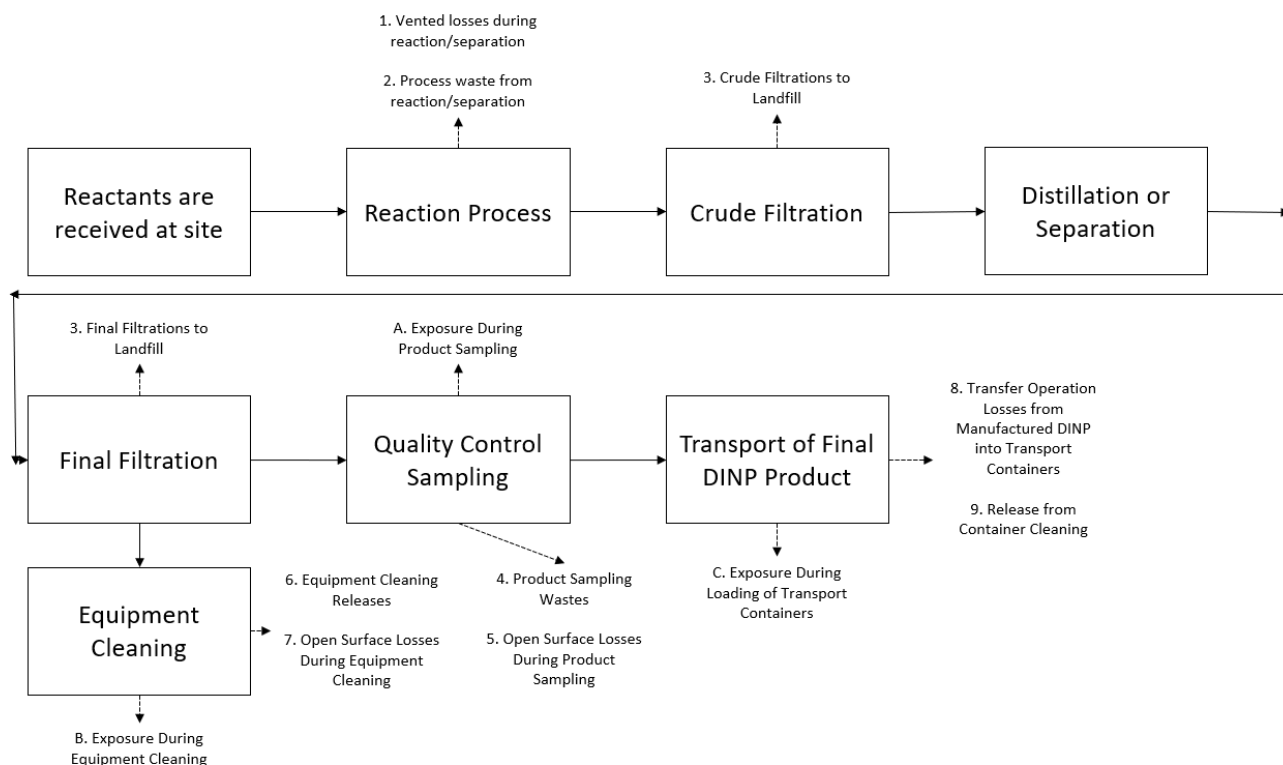 1. Vented losses during
reaction/separation
2. Process waste from
reaction/separation
3. Crude Filtrations to
Landfill
Reactants are
received at site
Reaction Process
Crude Filtration
Distillation or
Separation
3. Final Filtrations to
Landfill
A. Exposure During
Product Sampling
Final Filtration
Quality Control
Sampling
Transport of Final
DINP Product
8. Transfer Operation
Losses from
Manufactured DINP
into Transport
Containers
9. Release from
Container Cleaning
Equipment
Cleaning
6. Equipment Cleaning
Releases
7. Open Surface Losses
During Equipment
Cleaning
4. Product Sampling
Wastes
5. Open Surface Losses
During Product
Sampling
C. Exposure During
Loading of Transport
Containers
B. Exposure During
Equipment Cleaning